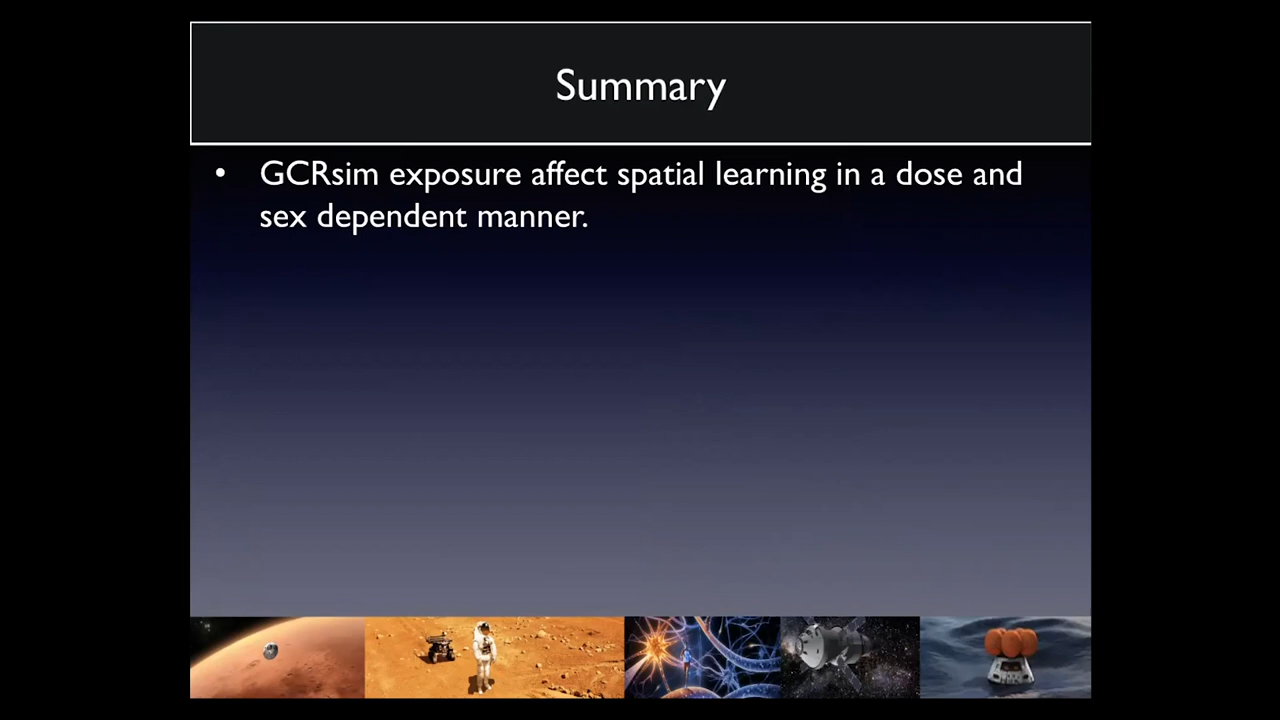 Summary
• GCRsim exposure affect spatial learning in a dose and
sex dependent manner.